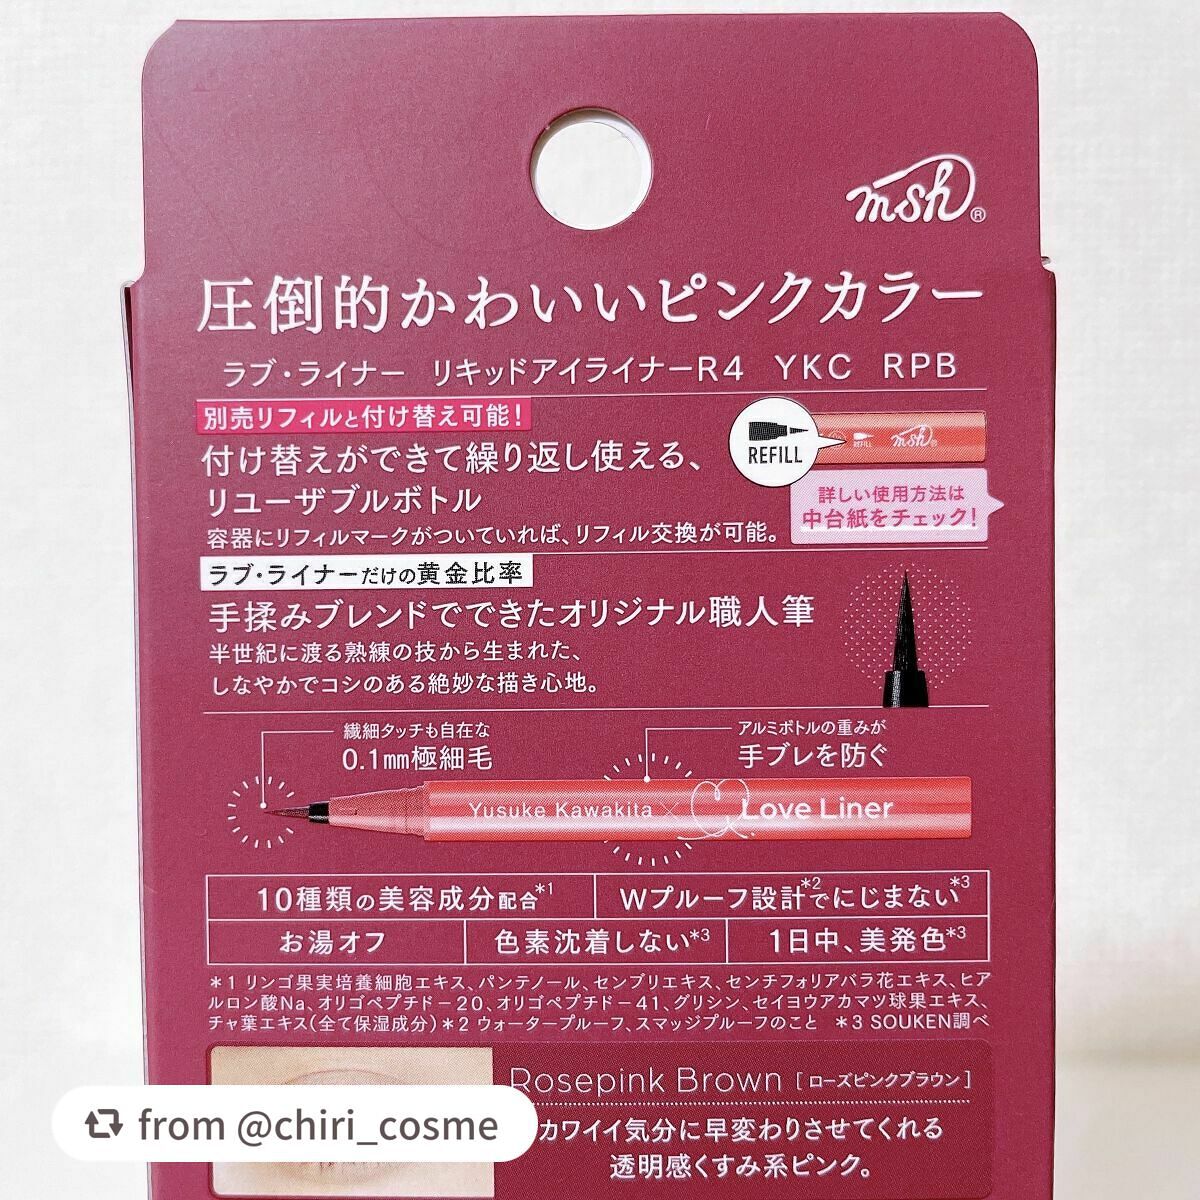 msh®
圧倒的かわいいピンクカラー
ラブ・ライナー リキッドアイライナーR4 YKC RPB
別売リフィルと付け替え可能!
付け替えができて繰り返し使える、
リユーザブルボトル
容器にリフィルマークがついていれば、リフィル交換が可能。
REFILL
REFILL msh®
詳しい使用方法は
中台紙をチェック!
ラブ・ライナーだけの黄金比率
手揉みブレンドでできたオリジナル職人筆
半世紀に渡る熟練の技から生まれた、
しなやかでコシのある絶妙な描き心地。
繊細タッチも自在な
0.1mm極細毛
アルミボトルの重みが
手ブレを防ぐ
Yusuke Kawakita × Love Liner
10種類の美容成分配合*1
Wプルーフ設計*2でにじまない*3
お湯オフ
色素沈着しない*3
1日中、美発色*3
*1 リンゴ果実培養細胞エキス、パンテノール、センブリエキス、センチフォリアバラ花エキス、ヒア
ルロン酸Na、オリゴペプチド-20、オリゴペプチド-41、グリシン、セイヨウアカマツ球果エキス、
チャ葉エキス(全て保湿成分) *2 ウォータープルーフ、スマッジプルーフのこと *3 SOUKEN調べ
Rosepink Brown [ローズピンクブラウン]
カワイイ気分に早変わりさせてくれる
透明感くすみ系ピンク。
from @chiri_cosme